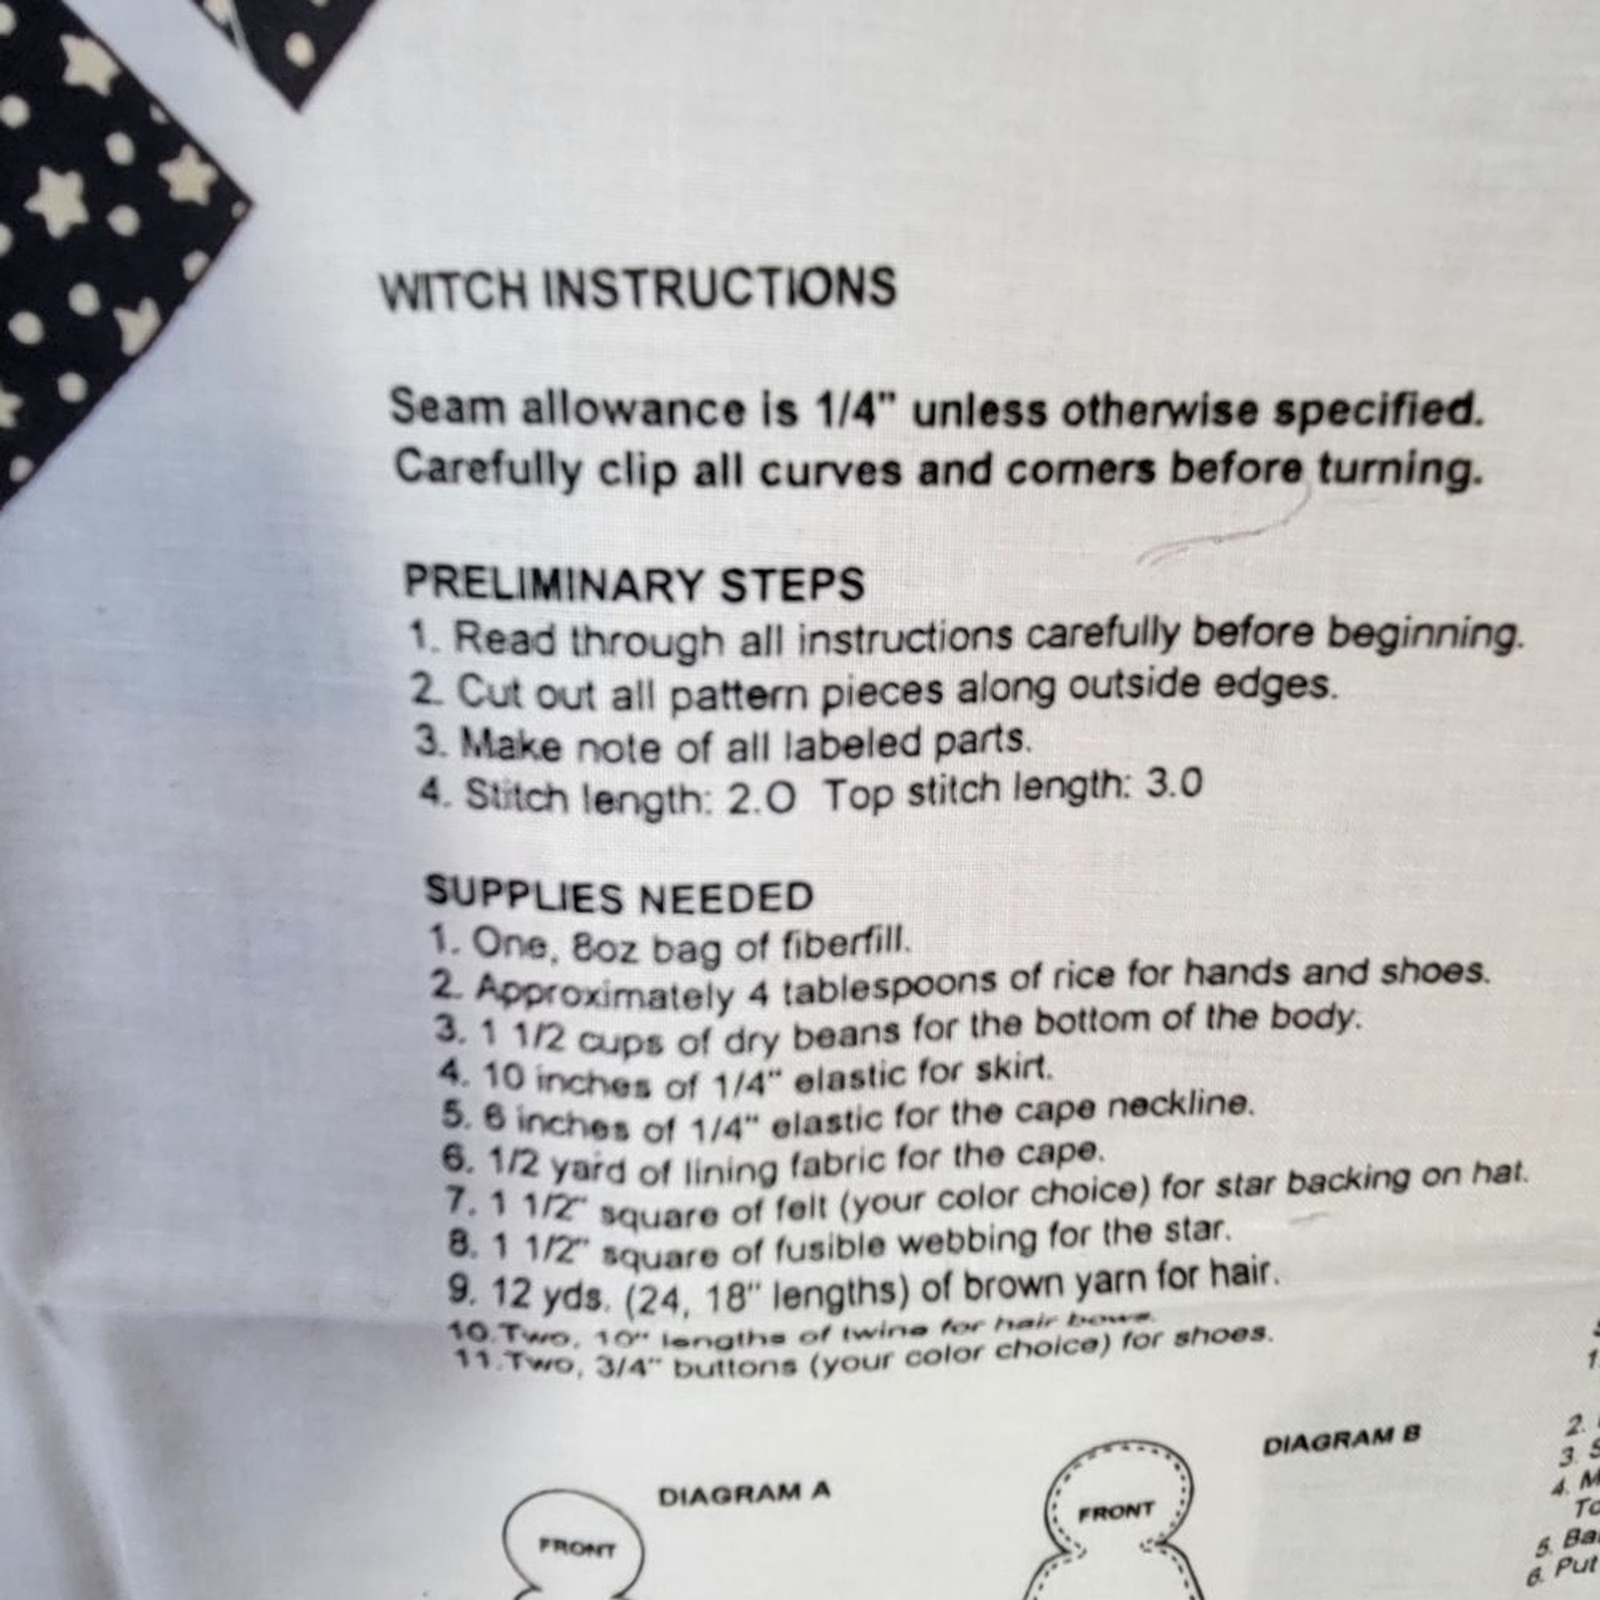 WITCH INSTRUCTIONS
Seam allowance is 1/4" unless otherwise specified.
Carefully clip all curves and corners before turning.
PRELIMINARY STEPS
1. Read through all instructions carefully before beginning.
2. Cut out all pattern pieces along outside edges.
3. Make note of all labeled parts.
4. Stitch length: 2.O  Top stitch length: 3.0
SUPPLIES NEEDED
1. One, 8oz bag of fiberfill.
2. Approximately 4 tablespoons of rice for hands and shoes.
3. 1 1/2 cups of dry beans for the bottom of the body.
4. 10 inches of 1/4" elastic for skirt.
5. 6 inches of 1/4" elastic for the cape neckline.
6. 1/2 yard of lining fabric for the cape.
7. 1 1/2" square of felt (your color choice) for star backing on hat.
8. 1 1/2" square of fusible webbing for the star.
9. 12 yds. (24, 18" lengths) of brown yarn for hair.
10.Two, 10" lengths of twine for hair bows.
11.Two, 3/4" buttons (your color choice) for shoes.
DIAGRAM A
FRONT
DIAGRAM B
FRONT
1.
2.
3.
4.
5.
6. Put